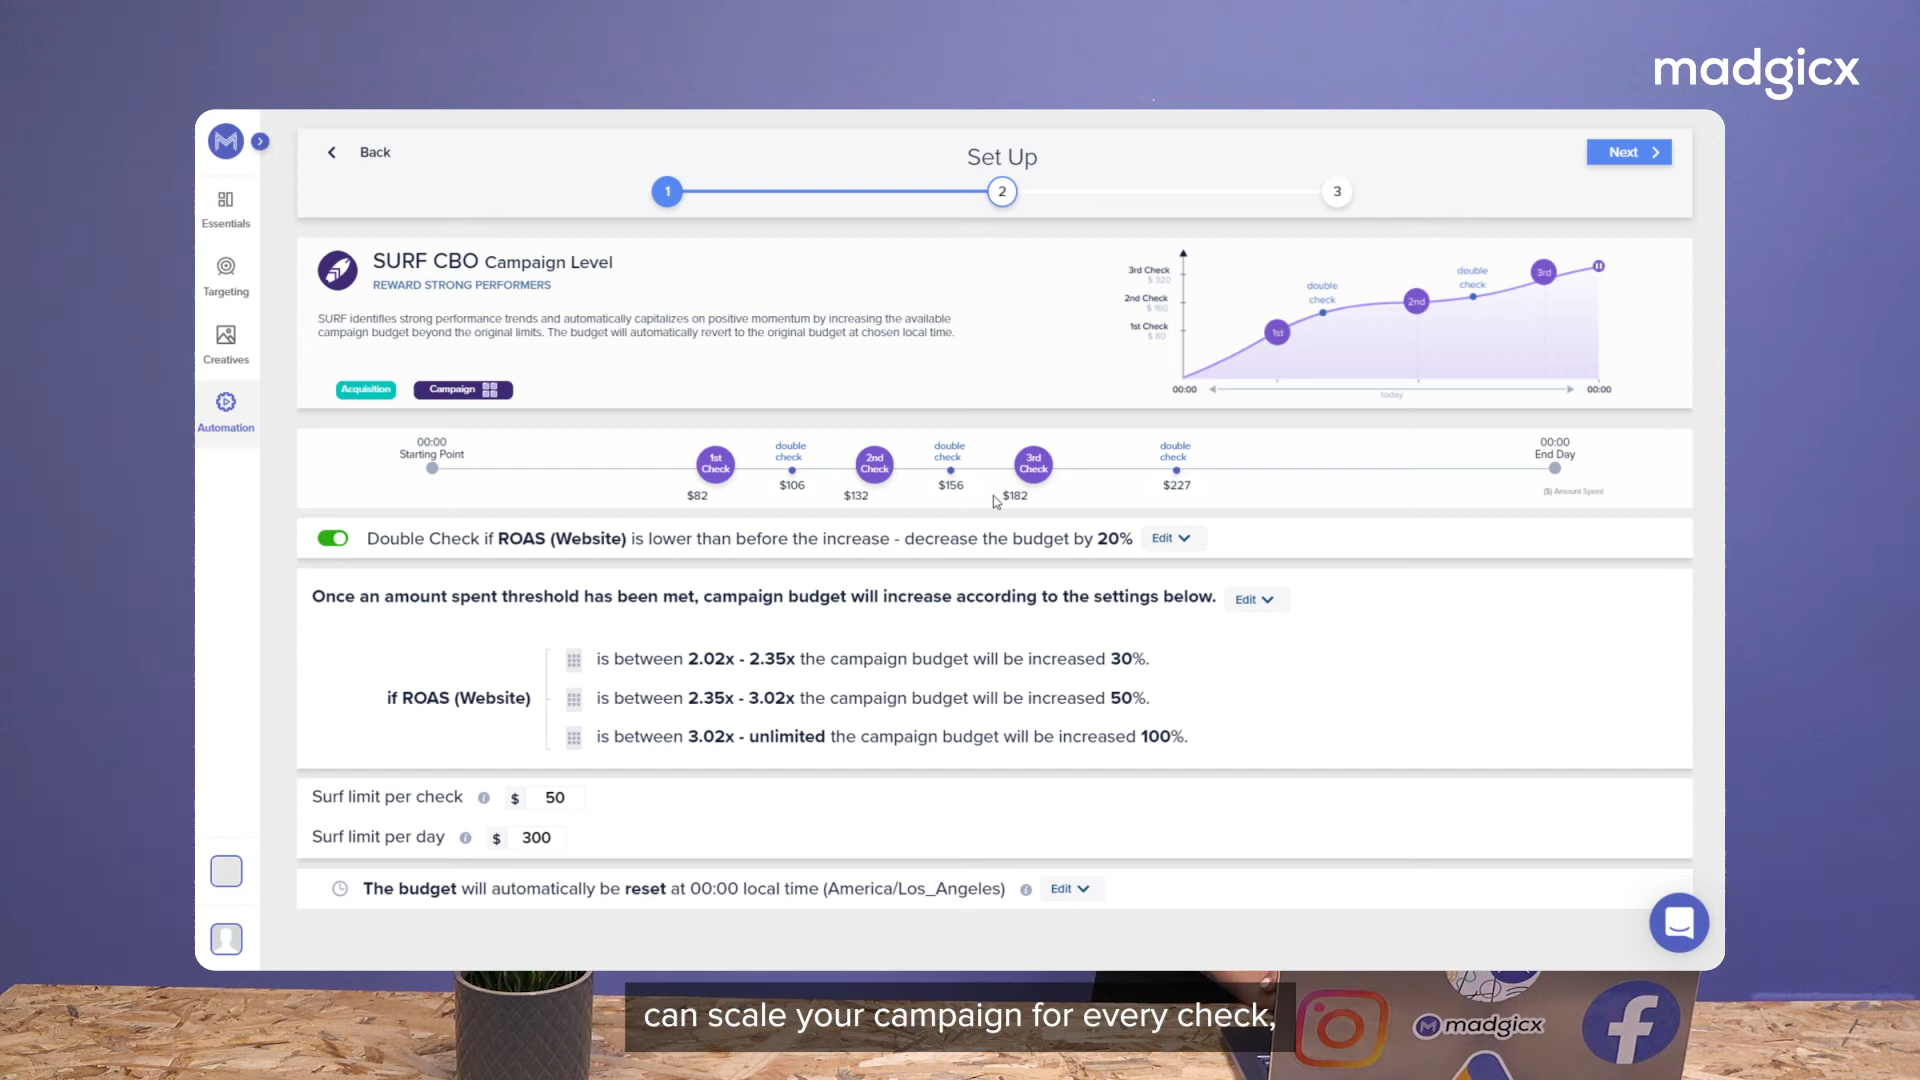 madgicx
Back
Set Up
Next
1
2
3
Essentials
Targeting
Creatives
Automation
SURF CBO Campaign Level
REWARD STRONG PERFORMERS
SURF identifies strong performance trends and automatically capitalizes on positive momentum by increasing the available
campaign budget beyond the original limits. The budget will automatically revert to the original budget at chosen local time.
Acquisition
Campaign
3rd Check
$ 320
2nd Check
$ 160
1st Check
$ 80
1st
double
check
2nd
double
check
3rd
00:00
today
00:00
00:00
Starting Point
1st
Check
$82
double
check
$106
2nd
Check
$132
double
check
$156
3rd
Check
$182
double
check
$227
00:00
End Day
($) Amount Spent
Double Check if ROAS (Website) is lower than before the increase - decrease the budget by 20%
Edit
Once an amount spent threshold has been met, campaign budget will increase according to the settings below.
Edit
if ROAS (Website)
is between 2.02x - 2.35x the campaign budget will be increased 30%.
is between 2.35x - 3.02x the campaign budget will be increased 50%.
is between 3.02x - unlimited the campaign budget will be increased 100%.
Surf limit per check
$ 50
Surf limit per day
$ 300
The budget will automatically be reset at 00:00 local time (America/Los_Angeles)
Edit
can scale your campaign for every check,
madgicx